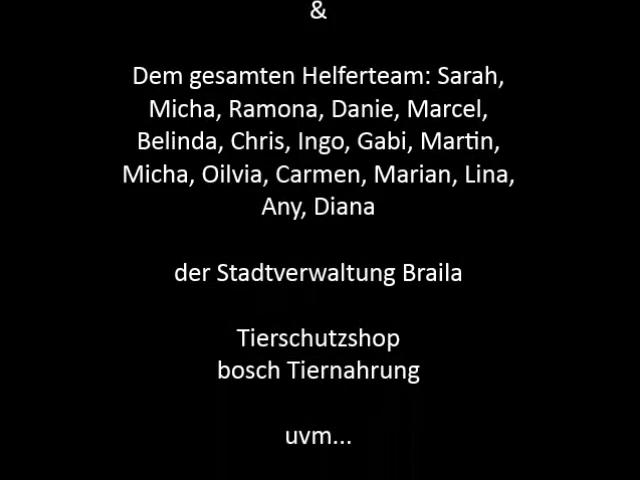 &
Dem gesamten Helferteam: Sarah,
Micha, Ramona, Danie, Marcel,
Belinda, Chris, Ingo, Gabi, Martin,
Micha, Oilvia, Carmen, Marian, Lina,
Any, Diana
der Stadtverwaltung Braila
Tierschutzshop
bosch Tiernahrung
uvm...